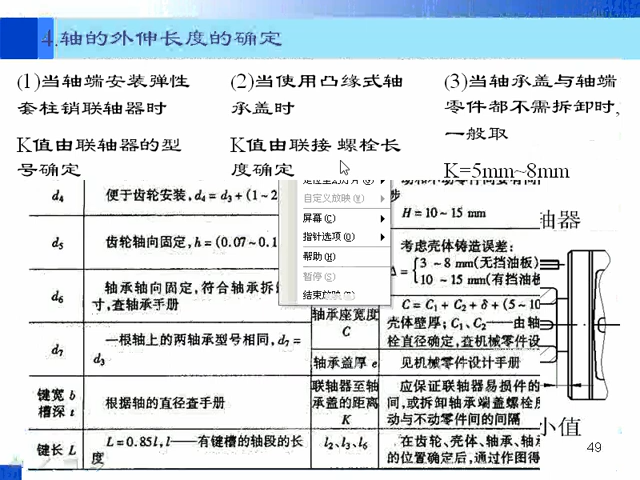 4.轴的外伸长度的确定
(1)当轴端安装弹性
套柱销联轴器时
K值由联轴器的型
号确定
(2)当使用凸缘式轴
承盖时
K值由联接 螺栓长
度确定
(3)当轴承盖与轴端
零件都不需拆卸时,
一般取
K=5mm~8mm
d₄
便于齿轮安装,d₄=d₃+(1~2
d₅
齿轮轴向固定,h=(0.07~0.1
d₆
轴承轴向固定,符合轴承拆
寸,查轴承手册
d₇
一根轴上的两轴承型号相同,d₇=
d₃
键宽 b
槽深 t
根据轴的直径查手册
键长 L
L=0.85l,l——有键槽的轴段的长
度
自定义放映(W)
屏幕(C)
指针选项(O)
帮助(H)
暂停(S)
结束放映(E)
步
H=10~15 mm
考虑壳体铸造误差:
Δ=
3~8 mm(无挡油板)
10~15 mm(有挡油板
轴承座宽度
C
C=C₁+C₂+δ+(5~10
壳体壁厚;C₁、C₂——由轴
栓直径确定,查机械零件设
轴承盖厚 e
见机械零件设计手册
联轴器至轴
承盖的距离
K
应保证联轴器易损件的
间,或拆卸轴承端盖螺栓所
动与不动零件间的间隔
l₂、l₃、l₆
在齿轮、壳体、轴承、轴承
的位置确定后,通过作图得
轴器
小值
49